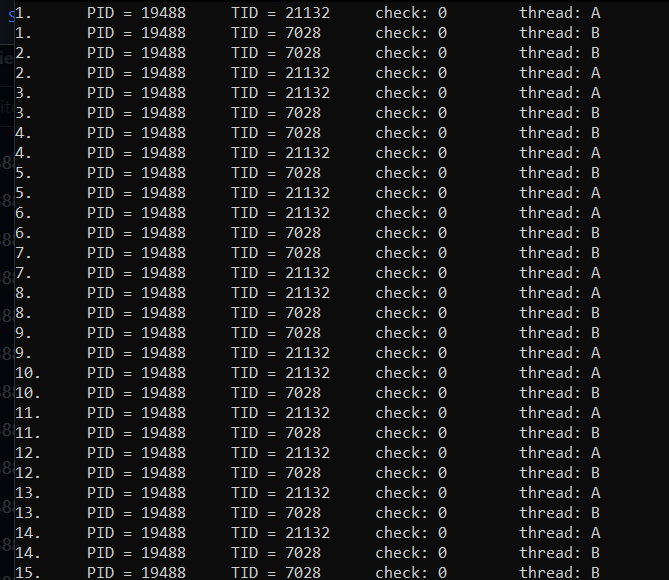 1. PID = 19488 TID = 21132 check: 0 thread: A
1. PID = 19488 TID = 7028 check: 0 thread: B
2. PID = 19488 TID = 7028 check: 0 thread: B
2. PID = 19488 TID = 21132 check: 0 thread: A
3. PID = 19488 TID = 21132 check: 0 thread: A
3. PID = 19488 TID = 7028 check: 0 thread: B
4. PID = 19488 TID = 7028 check: 0 thread: B
4. PID = 19488 TID = 21132 check: 0 thread: A
5. PID = 19488 TID = 7028 check: 0 thread: B
5. PID = 19488 TID = 21132 check: 0 thread: A
6. PID = 19488 TID = 21132 check: 0 thread: A
6. PID = 19488 TID = 7028 check: 0 thread: B
7. PID = 19488 TID = 7028 check: 0 thread: B
7. PID = 19488 TID = 21132 check: 0 thread: A
8. PID = 19488 TID = 21132 check: 0 thread: A
8. PID = 19488 TID = 7028 check: 0 thread: B
9. PID = 19488 TID = 7028 check: 0 thread: B
9. PID = 19488 TID = 21132 check: 0 thread: A
10. PID = 19488 TID = 21132 check: 0 thread: A
10. PID = 19488 TID = 7028 check: 0 thread: B
11. PID = 19488 TID = 21132 check: 0 thread: A
11. PID = 19488 TID = 7028 check: 0 thread: B
12. PID = 19488 TID = 21132 check: 0 thread: A
12. PID = 19488 TID = 7028 check: 0 thread: B
13. PID = 19488 TID = 21132 check: 0 thread: A
13. PID = 19488 TID = 7028 check: 0 thread: B
14. PID = 19488 TID = 21132 check: 0 thread: A
14. PID = 19488 TID = 7028 check: 0 thread: B
15. PID = 19488 TID = 7028 check: 0 thread: B